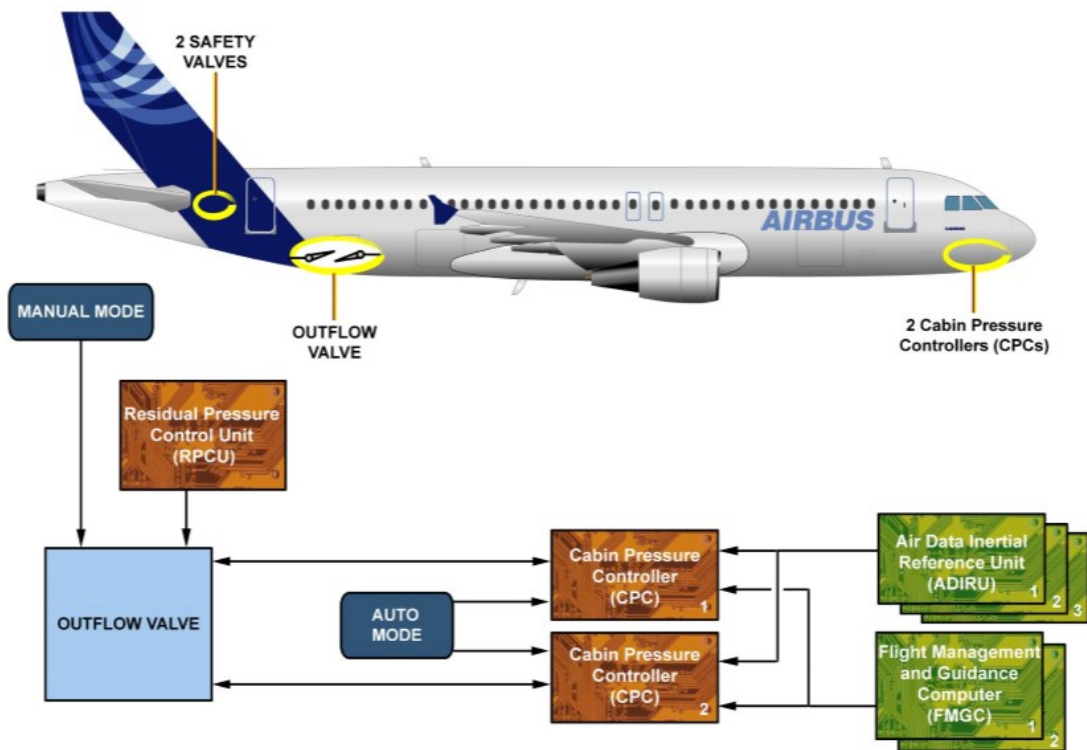 2 SAFETY
VALVES
AIRBUS
MANUAL MODE
OUTFLOW
VALVE
2 Cabin Pressure
Controllers (CPCs)
Residual Pressure
Control Unit
(RPCU)
OUTFLOW VALVE
AUTO
MODE
Cabin Pressure
Controller
(CPC)
1
Cabin Pressure
Controller
(CPC)
2
Air Data Inertial
Reference Unit
(ADIRU)
1
2
3
Flight Management
and Guidance
Computer
(FMGC)
1
2